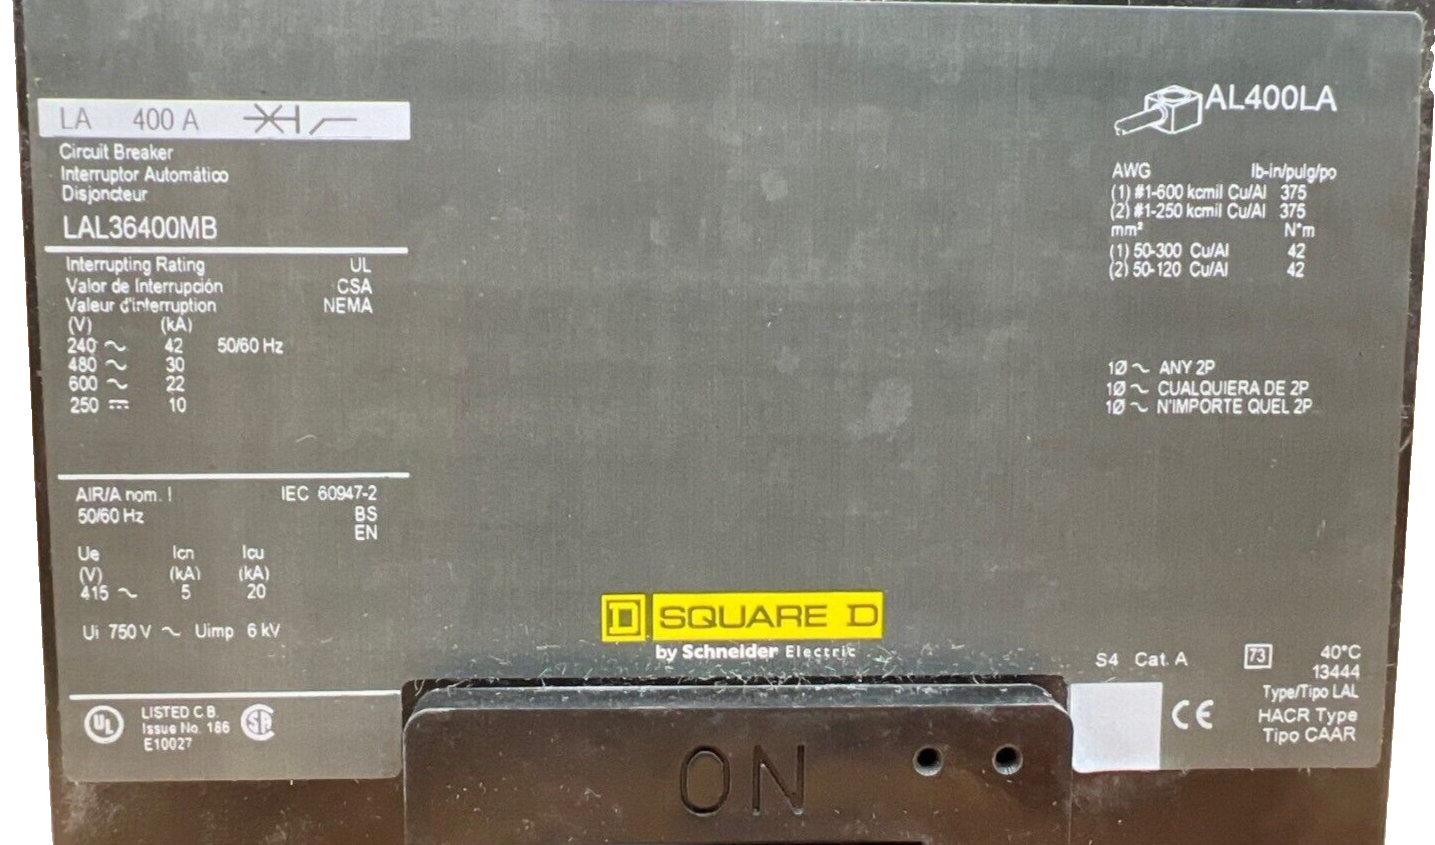 LA 400 A
Circuit Breaker
Interruptor Automático
Disjoncteur
LAL36400MB
Interrupting Rating UL
Valor de Interrupción CSA
Valeur d'interruption NEMA
(V) (kA)
240 ~ 42 50/60 Hz
480 ~ 30
600 ~ 22
250 ⎓ 10
AIR/A nom. I IEC 60947-2
50/60 Hz BS
EN
Ue Icn Icu
(V) (kA) (kA)
415 ~ 5 20
Ui 750 V ~ Uimp 6 kV
UL
LISTED C B.
Issue No. 186
E10027
SA
AL400LA
AWG lb-in/pulg/po
(1) #1-600 kcmil Cu/Al 375
(2) #1-250 kcmil Cu/Al 375
mm² N*m
(1) 50-300 Cu/Al 42
(2) 50-120 Cu/Al 42
1Ø ~ ANY 2P
1Ø ~ CUALQUIERA DE 2P
1Ø ~ N'IMPORTE QUEL 2P
D SQUARE D
by Schneider Electric
S4 Cat. A 73 40°C
13444
Type/Tipo LAL
CE HACR Type
Tipo CAAR
ON